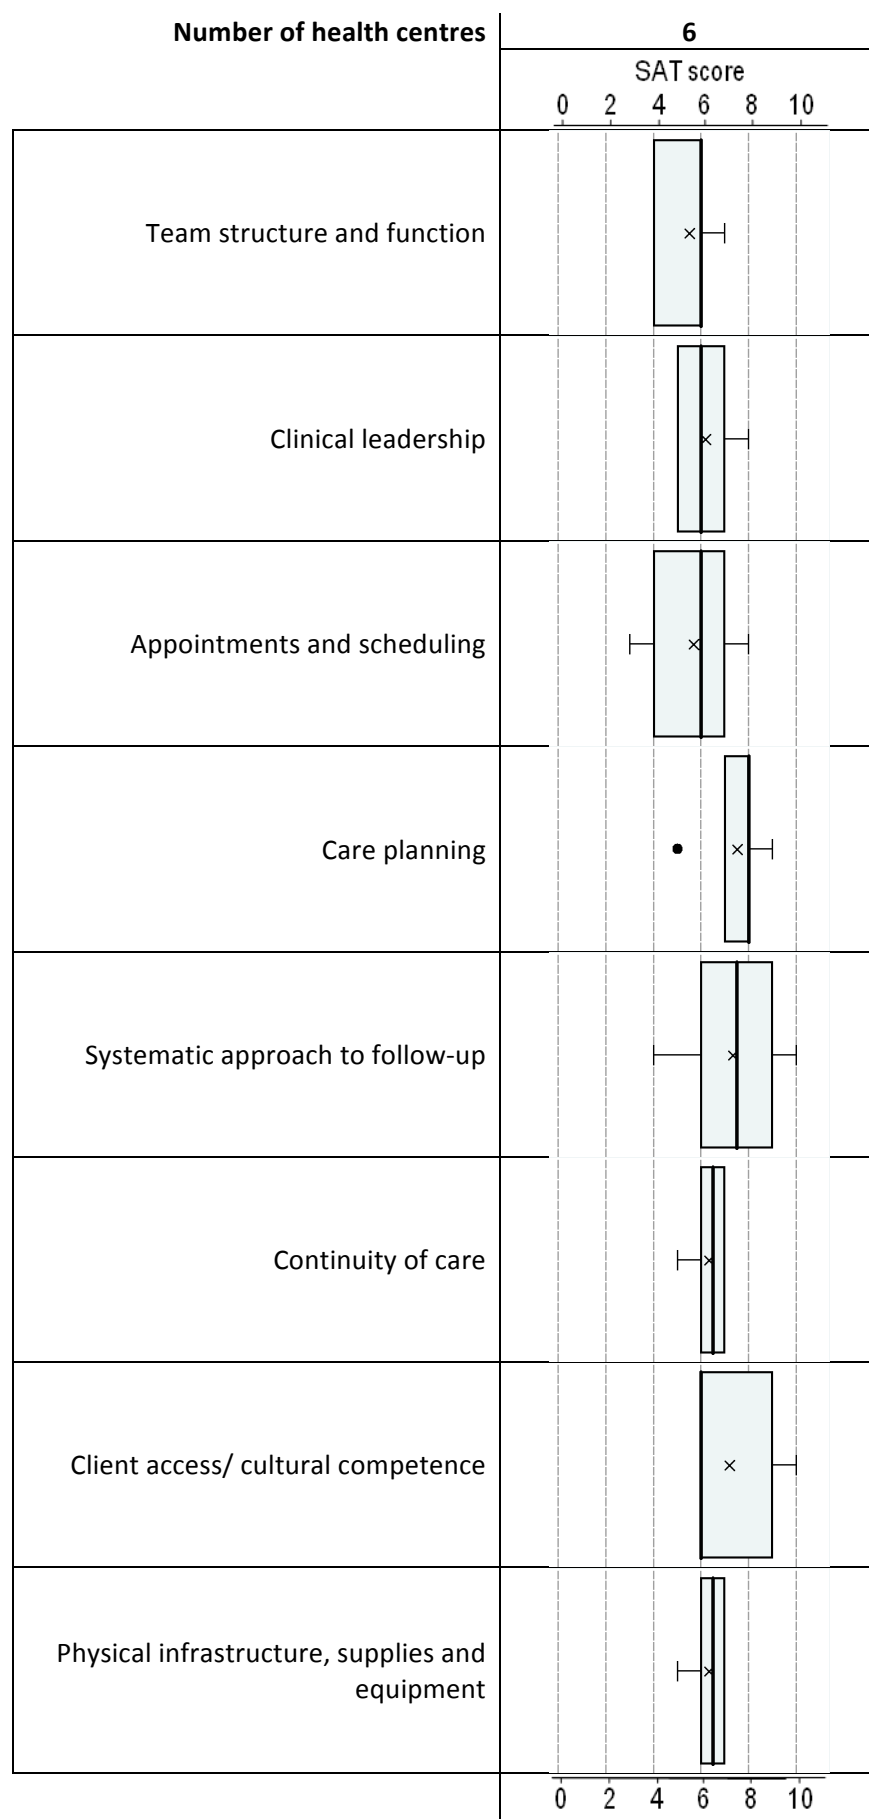 Number of health centres 6
SAT score
0 2 4 6 8 10
Team structure and function
Clinical leadership
Appointments and scheduling
Care planning
Systematic approach to follow-up
Continuity of care
Client access/ cultural competence
Physical infrastructure, supplies and
equipment
0 2 4 6 8 10